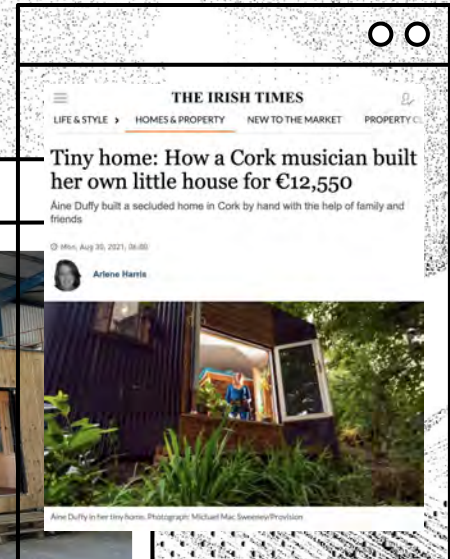 THE IRISH TIMES
LIFE & STYLE > HOMES & PROPERTY NEW TO THE MARKET PROPERTY
Tiny home: How a Cork musician built
her own little house for €12,550
Áine Duffy built a secluded home in Cork by hand with the help of family and
friends
Mon, Aug 30, 2021, 06:00
Arlene Harris
Aine Duffy in her tiny home. Photograph: Michael Mac Sweeney/Provision